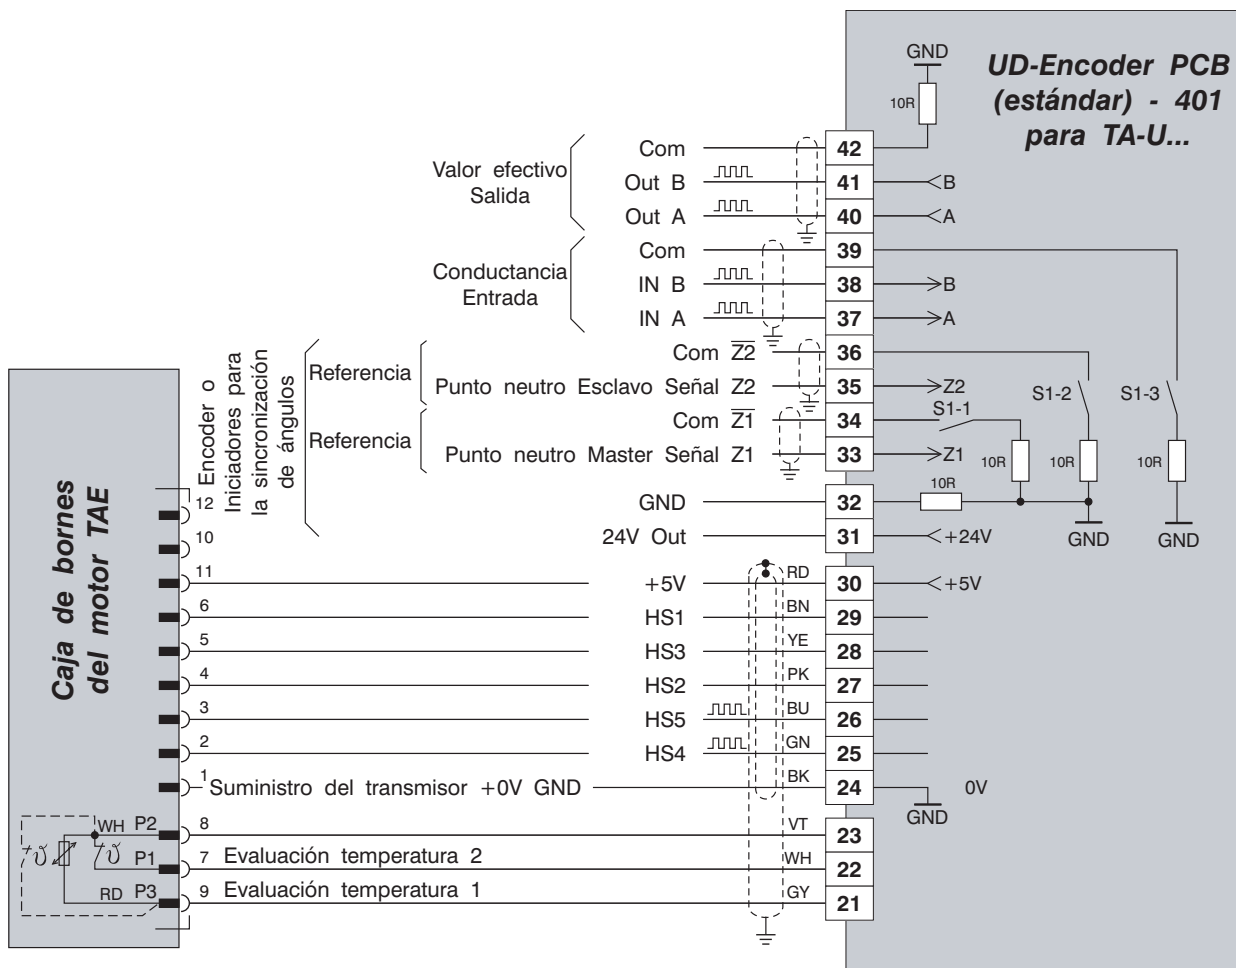 GND
UD-Encoder PCB
(estándar) - 401
para TA-U...
10R
Valor efectivo
Salida
Com 42
Out B 41 B
Out A 40 A
Conductancia
Entrada
Com 39
IN B 38 B
IN A 37 A
Encoder o
Iniciadores para
la sincronización
de ángulos
Referencia
Com Z2 36
Punto neutro Esclavo Señal Z2 35 Z2
Referencia
Com Z1 34
Punto neutro Master Señal Z1 33 Z1
S1-1
S1-2
S1-3
10R
10R
10R
10R
GND 32
24V Out 31 +24V
GND
GND
Caja de bornes
del motor TAE
12
10
11 +5V RD 30 +5V
6 HS1 BN 29
5 HS3 YE 28
4 HS2 PK 27
3 HS5 BU 26
2 HS4 GN 25
1 Suministro del transmisor +0V GND BK 24 0V
GND
WH P2 8 VT 23
ϑ ϑ P1 7 Evaluación temperatura 2 WH 22
RD P3 9 Evaluación temperatura 1 GY 21